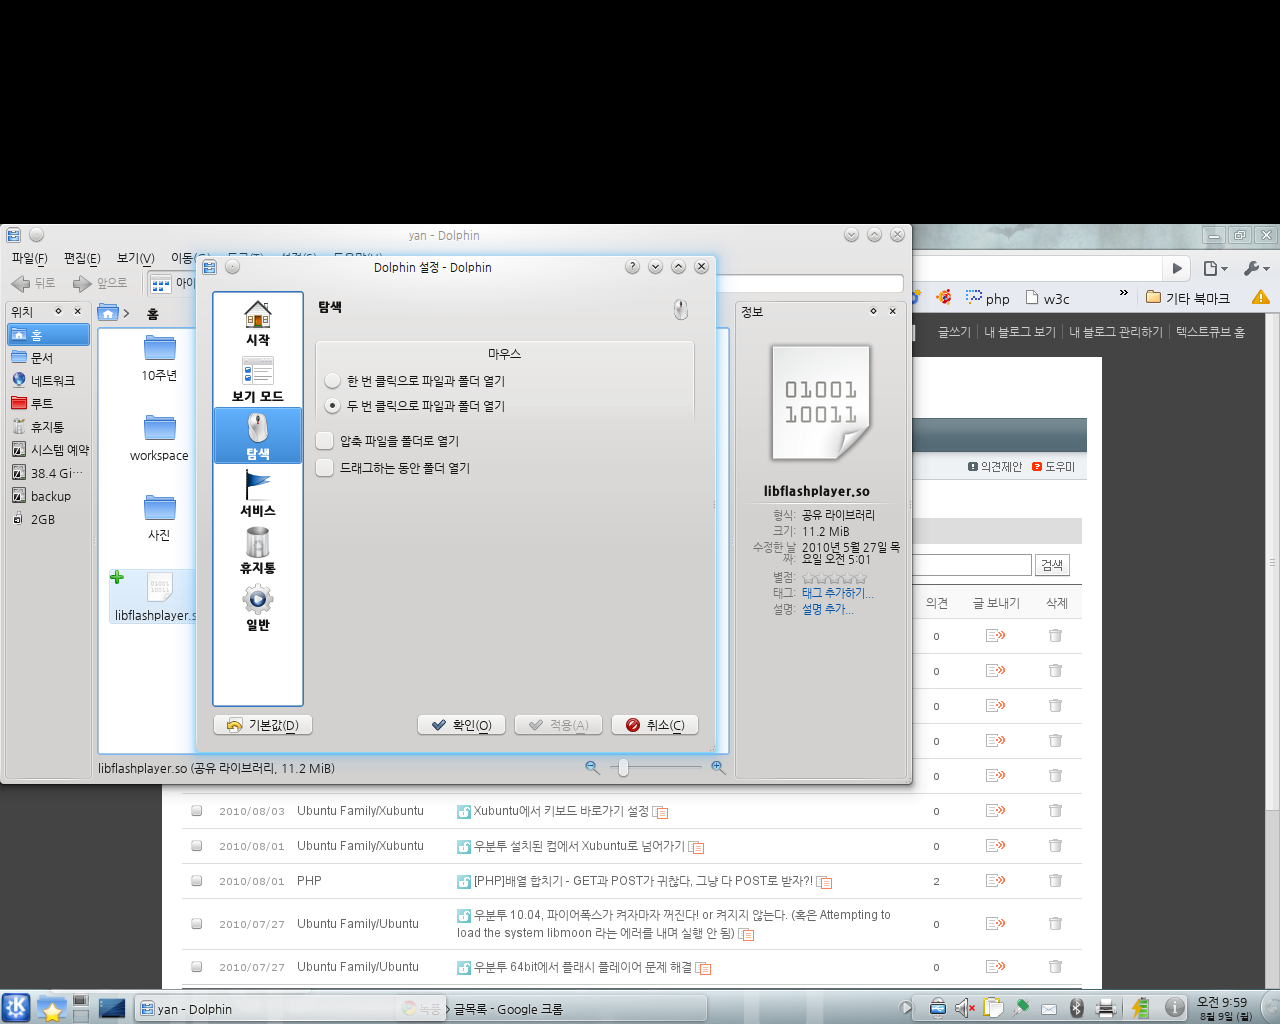 yan - Dolphin
파일(F) 편집(E) 보기(V)
뒤로 앞으로
php w3c » 기타 북마크
Dolphin 설정 - Dolphin
위치
홈
문서
네트워크
루트
휴지통
시스템 예약
38.4 Gi…
backup
2GB
> 홈
10주년
workspace
사진
libflashplayer.s
시작
보기 모드
탐색
서비스
휴지통
일반
탐색
마우스
한 번 클릭으로 파일과 폴더 열기
두 번 클릭으로 파일과 폴더 열기
압축 파일을 폴더로 열기
드래그하는 동안 폴더 열기
기본값(D) 확인(O) 적용(A) 취소(C)
정보
01001
10011
libflashplayer.so
형식: 공유 라이브러리
크기: 11.2 MiB
수정한 날짜: 2010년 5월 27일 목요일 오전 5:01
별점:
태그: 태그 추가하기...
설명: 설명 추가...
libflashplayer.so (공유 라이브러리, 11.2 MiB)
글쓰기 | 내 블로그 보기 | 내 블로그 관리하기 | 텍스트큐브 홈
의견제안 도우미
검색
의견 글 보내기 삭제
0
0
0
0
0
2010/08/03 Ubuntu Family/Xubuntu Xubuntu에서 키보드 바로가기 설정 0
2010/08/01 Ubuntu Family/Xubuntu 우분투 설치된 컴에서 Xubuntu로 넘어가기 0
2010/08/01 PHP [PHP]배열 합치기 - GET과 POST가 귀찮다, 그냥 다 POST로 받자?! 2
2010/07/27 Ubuntu Family/Ubuntu 우분투 10.04, 파이어폭스가 켜자마자 꺼진다! or 켜지지 않는다. (혹은 Attempting to
load the system libmoon 라는 에러를 내며 실행 안 됨) 0
2010/07/27 Ubuntu Family/Ubuntu 우분투 64bit에서 플래시 플레이어 문제 해결 0
yan - Dolphin
녹풍 > 글목록 - Google 크롬
오전 9:59
8월 9일 (월)